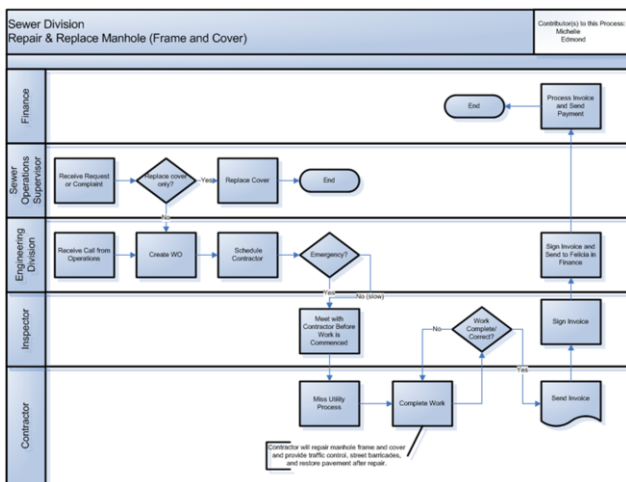 Sewer Division
Repair & Replace Manhole (Frame and Cover)
Contributor(s) to this Process:
Michelle
Edmond
Finance
End
Process Invoice
and Send
Payment
Sewer
Operations
Supervisor
Receive Request
or Complaint
Replace cover
only?
Yes
Replace Cover
End
No
Engineering
Division
Receive Call from
Operations
Create WO
Schedule
Contractor
Emergency?
Yes
No (slow)
Sign Invoice and
Send to Felicia in
Finance
Inspector
Meet with
Contractor Before
Work is
Commenced
No
Work
Complete/
Correct?
Yes
Sign Invoice
Contractor
Miss Utility
Process
Complete Work
Send Invoice
Contractor will repair manhole frame and cover
and provide traffic control, street barricades,
and restore pavement after repair.